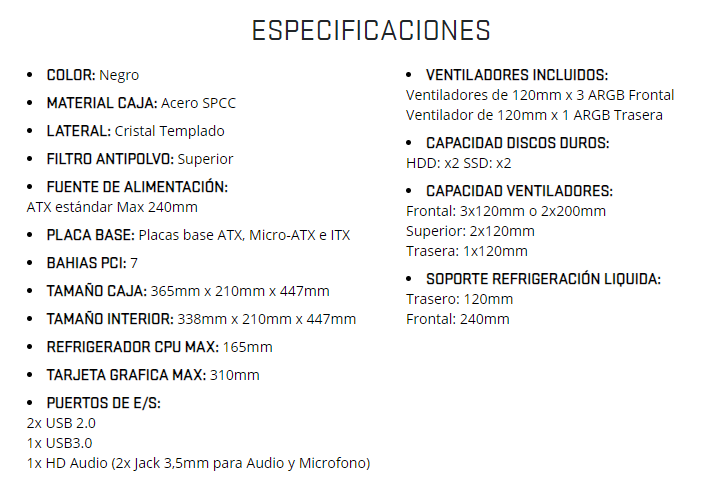 ESPECIFICACIONES
• COLOR: Negro
• MATERIAL CAJA: Acero SPCC
• LATERAL: Cristal Templado
• FILTRO ANTIPOLVO: Superior
• FUENTE DE ALIMENTACIÓN:
ATX estándar Max 240mm
• PLACA BASE: Placas base ATX, Micro-ATX e ITX
• BAHIAS PCI: 7
• TAMAÑO CAJA: 365mm x 210mm x 447mm
• TAMAÑO INTERIOR: 338mm x 210mm x 447mm
• REFRIGERADOR CPU MAX: 165mm
• TARJETA GRAFICA MAX: 310mm
• PUERTOS DE E/S:
2x USB 2.0
1x USB3.0
1x HD Audio (2x Jack 3,5mm para Audio y Microfono)
• VENTILADORES INCLUIDOS:
Ventiladores de 120mm x 3 ARGB Frontal
Ventilador de 120mm x 1 ARGB Trasera
• CAPACIDAD DISCOS DUROS:
HDD: x2 SSD: x2
• CAPACIDAD VENTILADORES:
Frontal: 3x120mm o 2x200mm
Superior: 2x120mm
Trasera: 1x120mm
• SOPORTE REFRIGERACIÓN LIQUIDA:
Trasero: 120mm
Frontal: 240mm